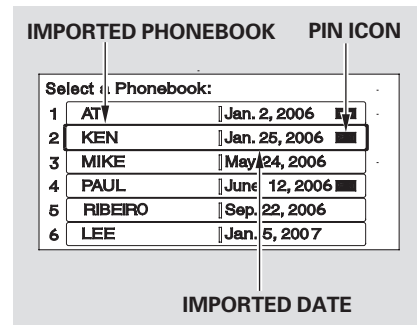 IMPORTED PHONEBOOK PIN ICON
Select a Phonebook:
1 AT Jan. 2, 2006
2 KEN Jan. 25, 2006
3 MIKE May 24, 2006
4 PAUL June 12, 2006
5 RIBEIRO Sep. 22, 2006
6 LEE Jan. 5, 2007
IMPORTED DATE